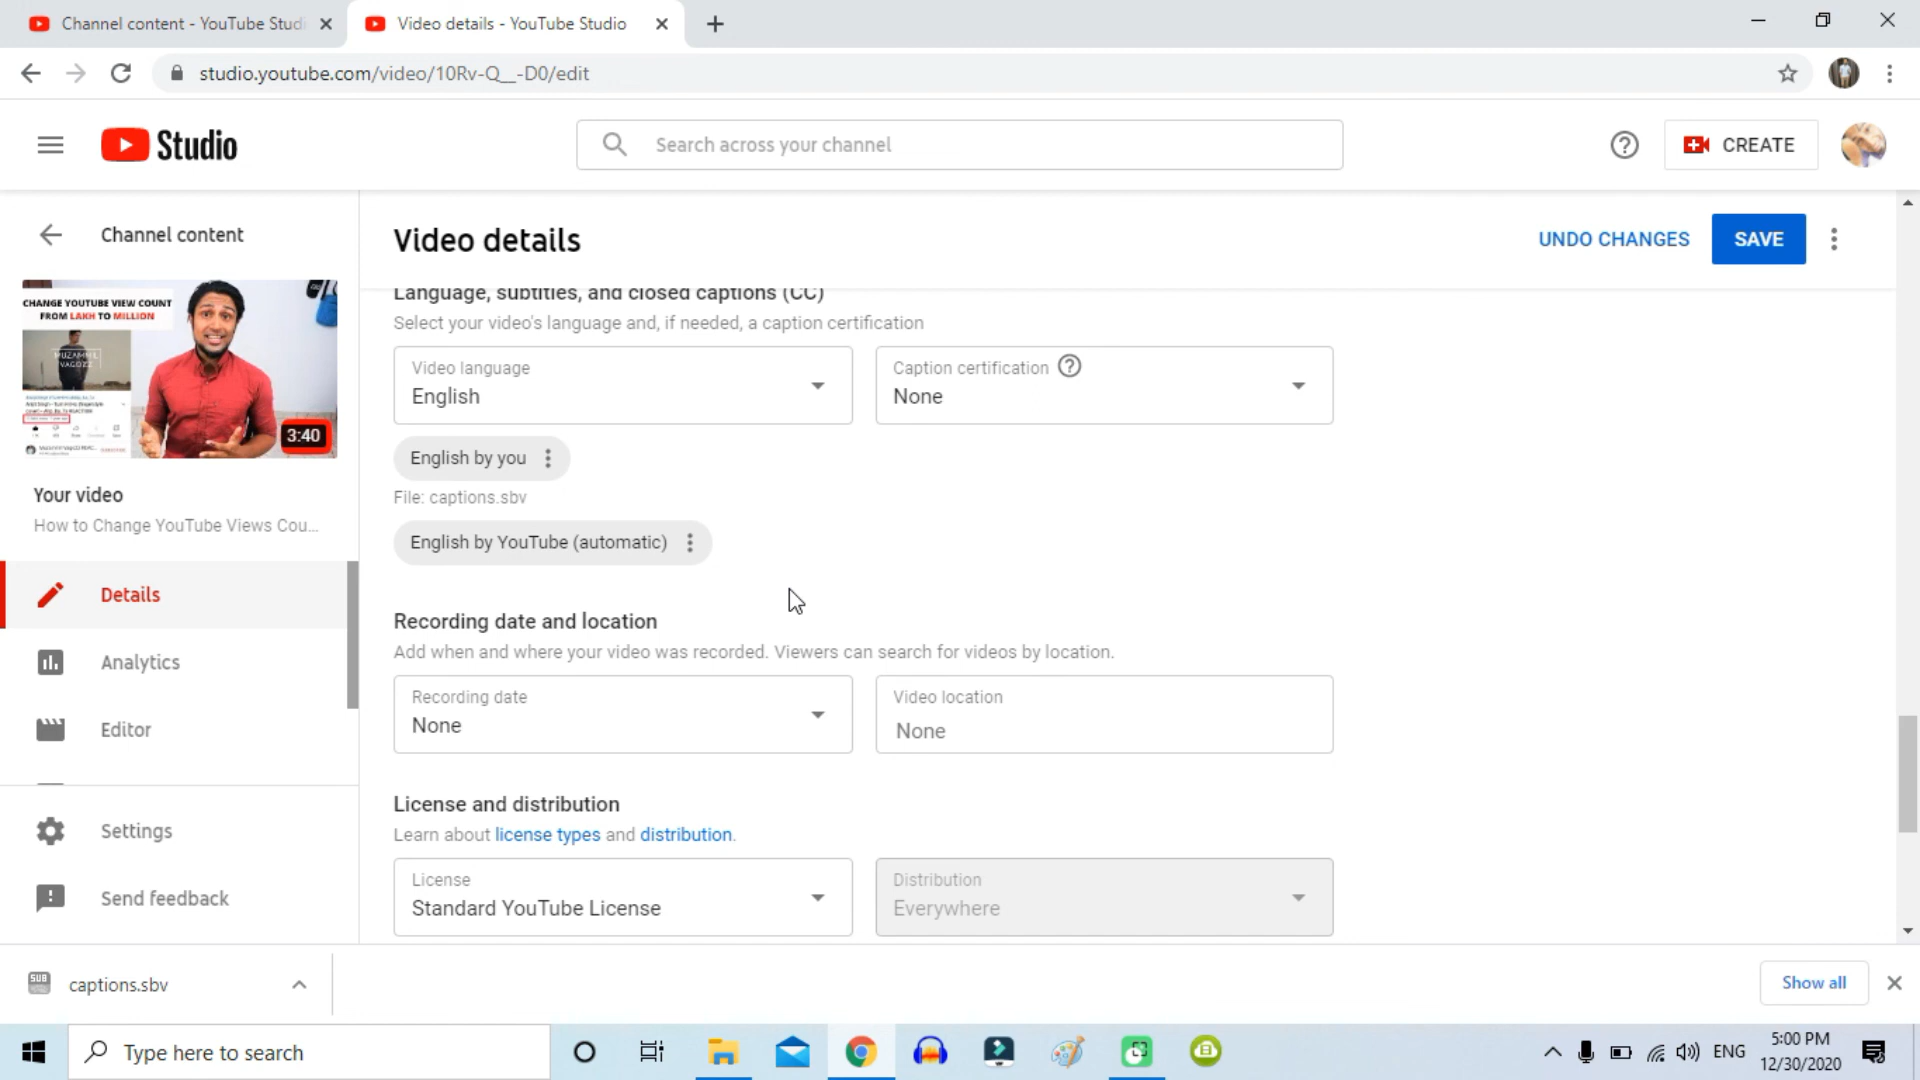 Channel content - YouTube Studi
Video details - YouTube Studio
studio.youtube.com/video/10Rv-Q__-D0/edit
Studio
Search across your channel
CREATE
Channel content
CHANGE YOUTUBE VIEW COUNT
FROM LAKH TO MILLION
MUZAMMIL
VAGOZZ
3:40
Your video
How to Change YouTube Views Cou...
Details
Analytics
Editor
Settings
Send feedback
Video details
UNDO CHANGES
SAVE
Language, subtitles, and closed captions (CC)
Select your video's language and, if needed, a caption certification
Video language
English
Caption certification
None
English by you
File: captions.sbv
English by YouTube (automatic)
Recording date and location
Add when and where your video was recorded. Viewers can search for videos by location.
Recording date
None
Video location
None
License and distribution
Learn about license types and distribution.
License
Standard YouTube License
Distribution
Everywhere
SUB
captions.sbv
Show all
Type here to search
ENG
5:00 PM
12/30/2020